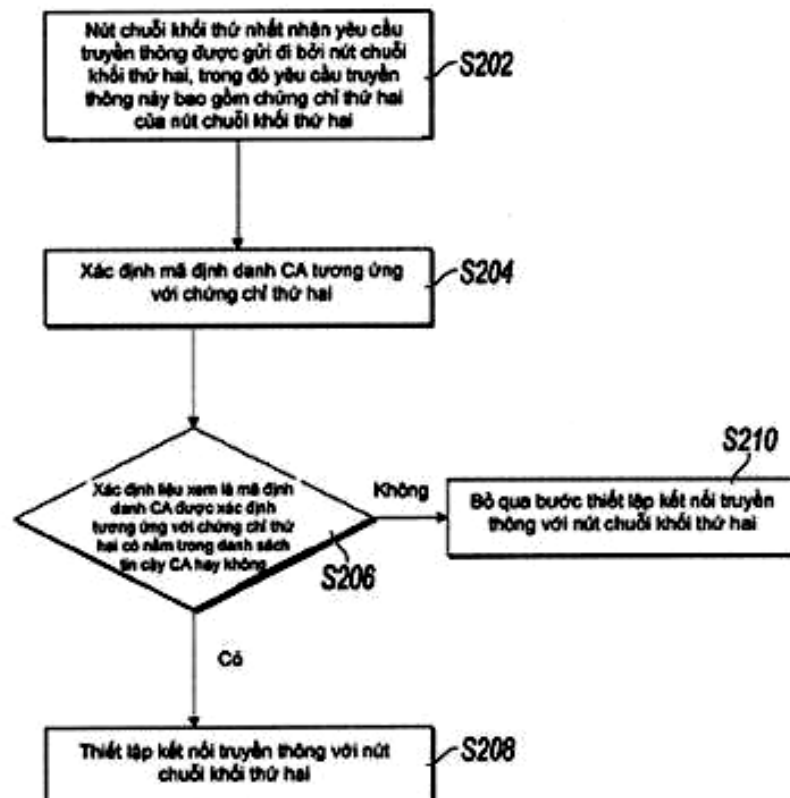 Nút chuỗi khối thứ nhất nhận yêu cầu
truyền thông được gửi đi bởi nút chuỗi
khối thứ hai, trong đó yêu cầu truyền
thông này bao gồm chứng chỉ thứ hai
của nút chuỗi khối thứ hai
S202
Xác định mã định danh CA tương ứng
với chứng chỉ thứ hai
S204
Xác định liệu xem là mã định
danh CA được xác định
tương ứng với chứng chỉ thứ
hai có nằm trong danh sách
tin cậy CA hay không
S206
Không
S210
Bỏ qua bước thiết lập kết nối truyền
thông với nút chuỗi khối thứ hai
Có
Thiết lập kết nối truyền thông với nút
chuỗi khối thứ hai
S208